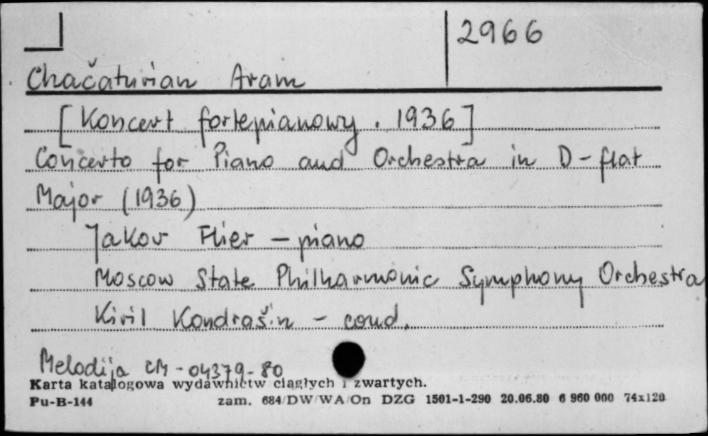 2966
Chačaturian Aram
[Koncert fortepianowy. 1936]
Concerto for Piano and Orchestra in D-flat
Major (1936)
Jakov Flier - piano
Moscow State Philharmonic Symphony Orchestra
Kiril Kondrašin - cond.
Melodija CM-04379-80
Karta katalogowa wydawnictw ciągłych i zwartych.
Pu-B-144 zam. 684/DW/WA/On DZG 1501-1-290 20.06.80 6 960 000 74x120